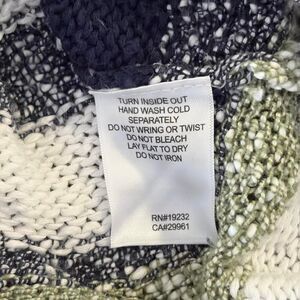 TURN INSIDE OUT
HAND WASH COLD
SEPARATELY
DO NOT WRING OR TWIST
DO NOT BLEACH
LAY FLAT TO DRY
DO NOT IRON
RN#19232
CA#29961